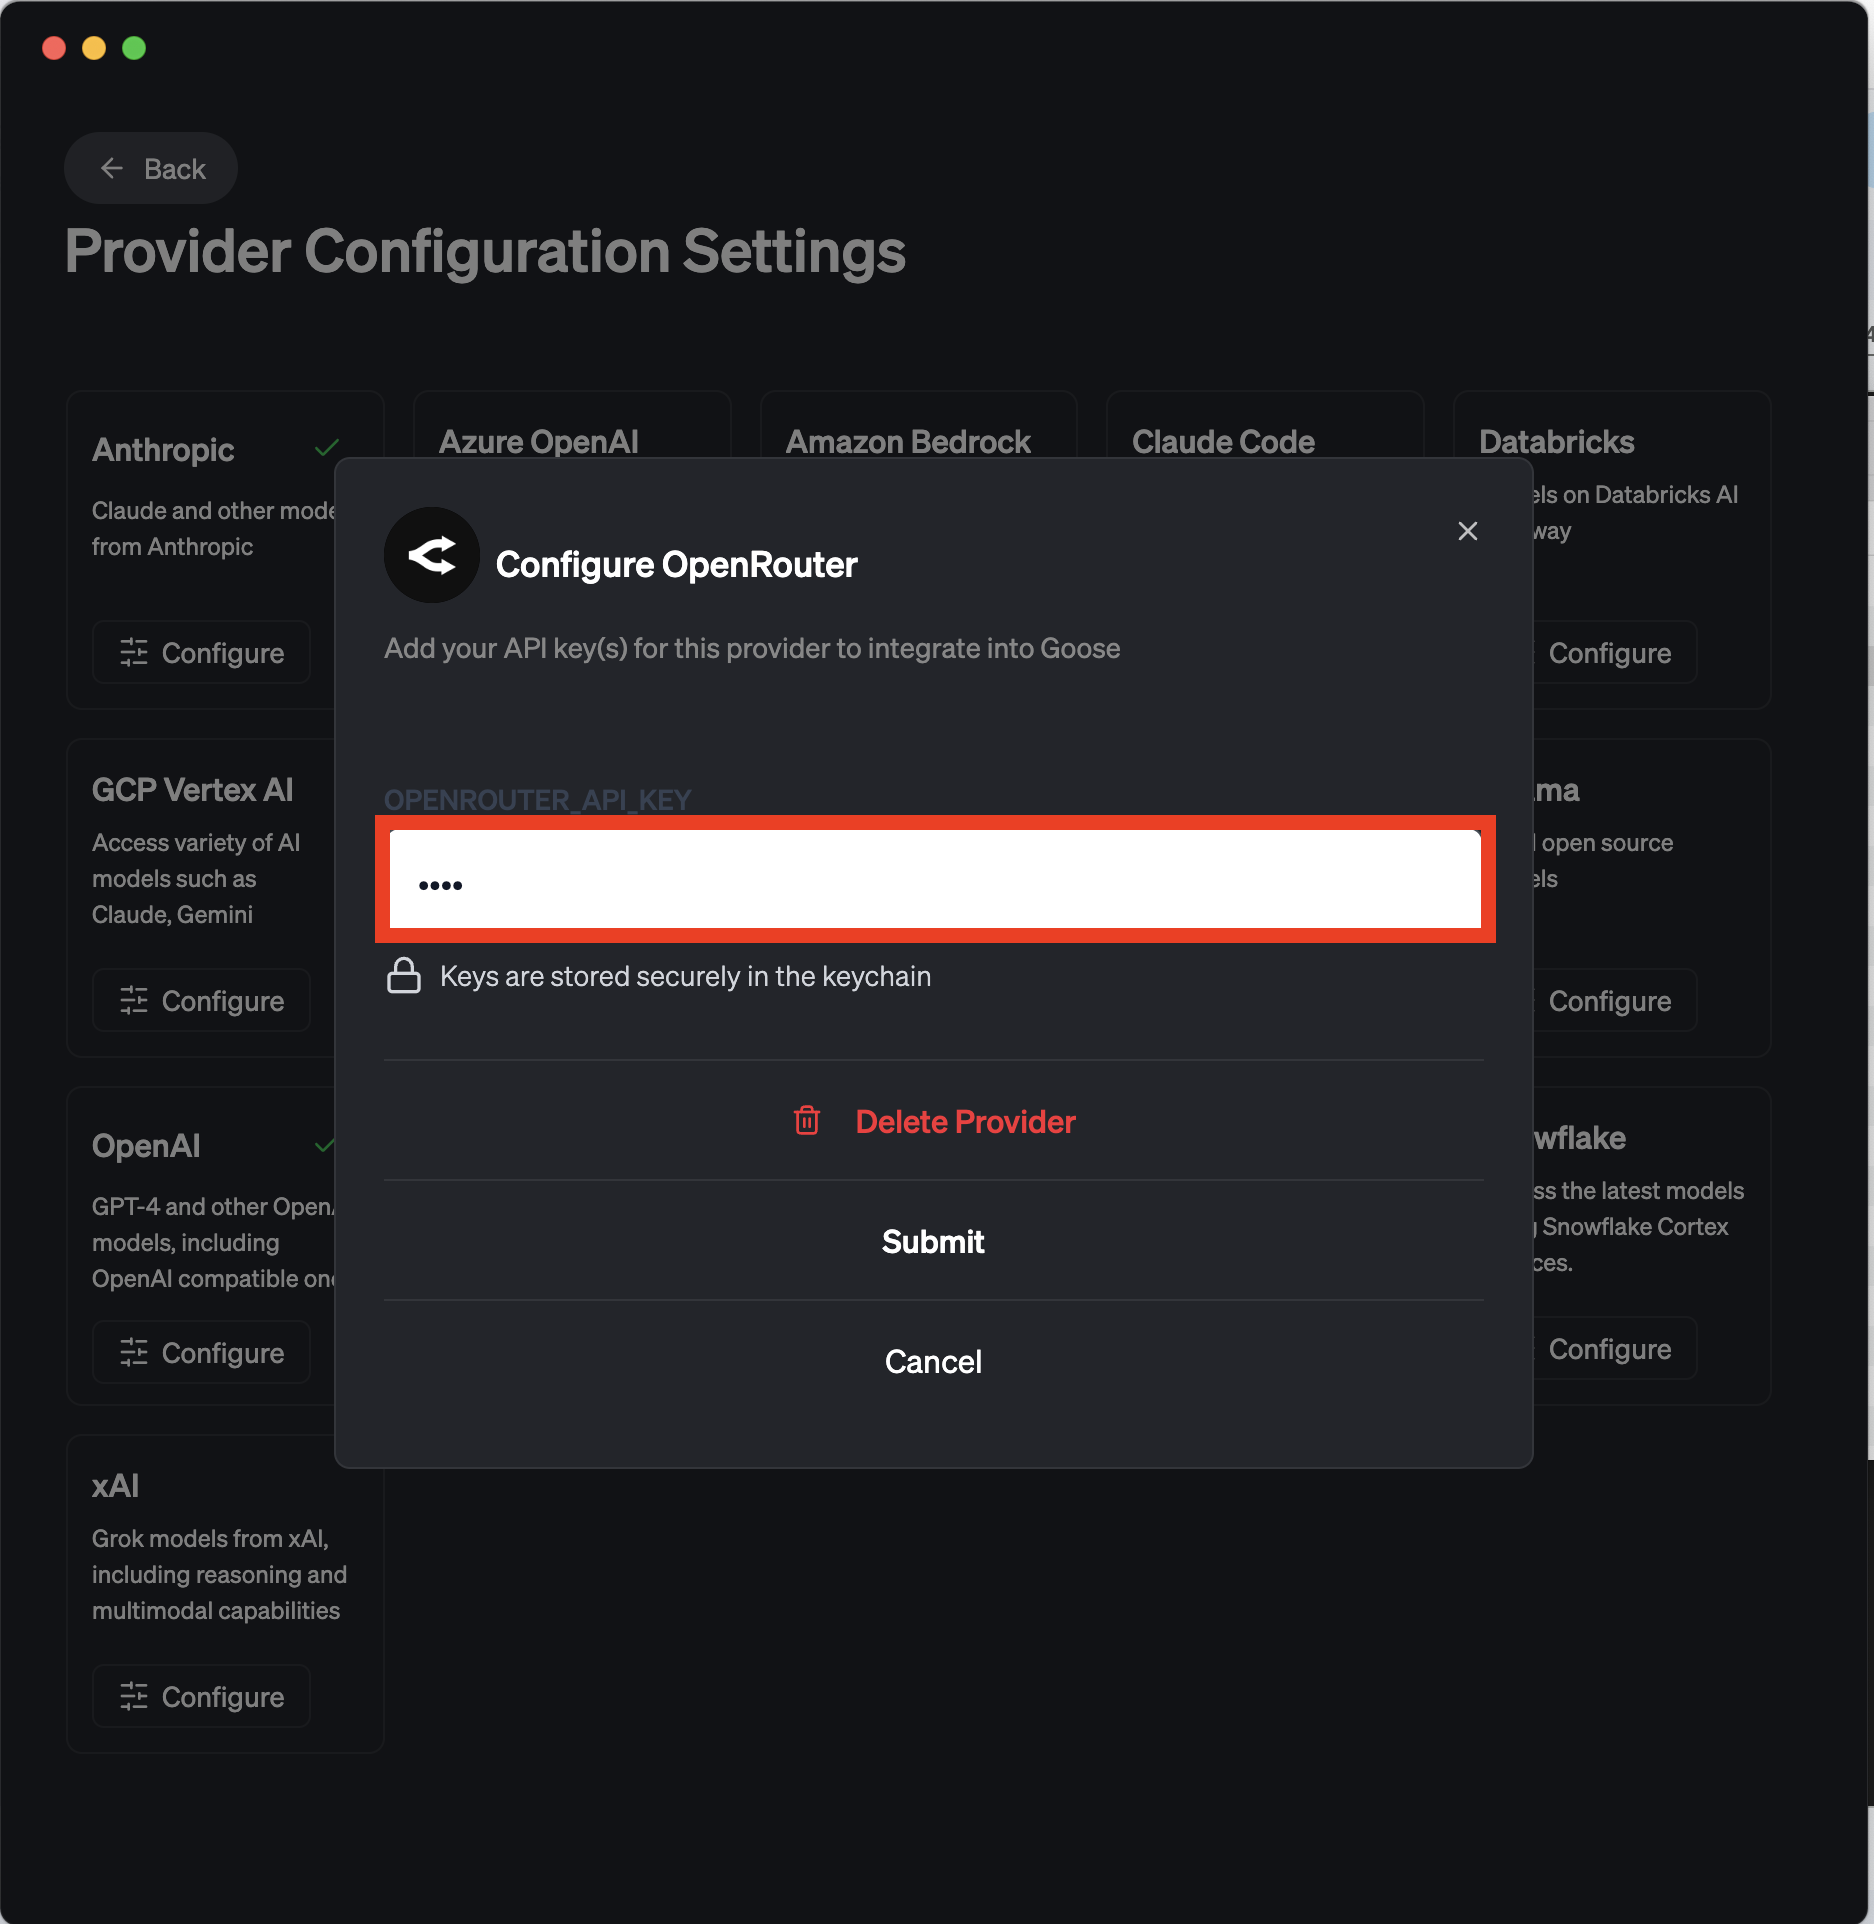 Back
Provider Configuration Settings
Anthropic
Claude and other mode
from Anthropic
Configure
Azure OpenAI
Amazon Bedrock
Claude Code
Databricks
els on Databricks AI
way
Configure
GCP Vertex AI
Access variety of AI
models such as
Claude, Gemini
Configure
ma
open source
els
Configure
OpenAI
GPT-4 and other Open
models, including
OpenAI compatible one
Configure
wflake
ss the latest models
g Snowflake Cortex
ces.
Configure
xAI
Grok models from xAI,
including reasoning and
multimodal capabilities
Configure
Configure OpenRouter
Add your API key(s) for this provider to integrate into Goose
OPENROUTER_API_KEY
••••
Keys are stored securely in the keychain
Delete Provider
Submit
Cancel